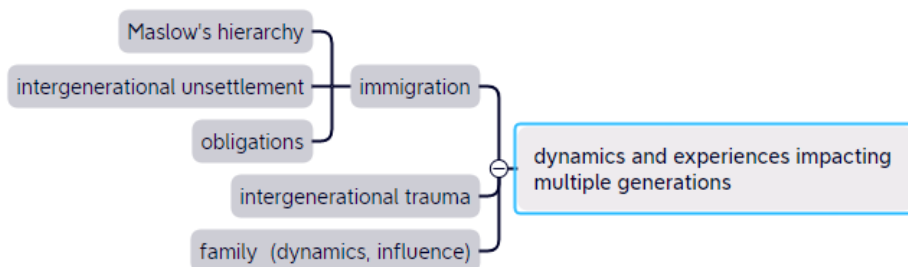 Maslow's hierarchy
intergenerational unsettlement
immigration
obligations
dynamics and experiences impacting
multiple generations
intergenerational trauma
family (dynamics, influence)